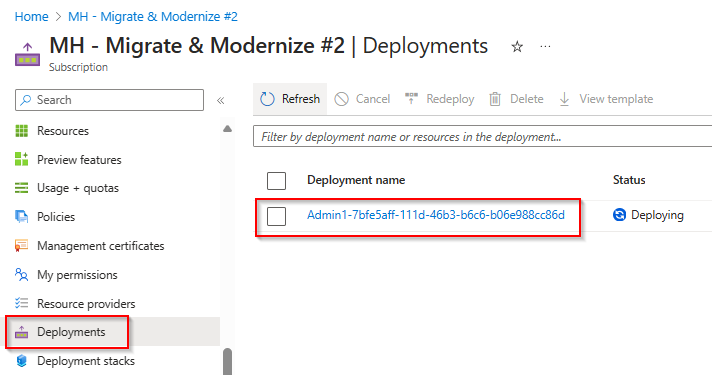 Home > MH - Migrate & Modernize #2 >
MH - Migrate & Modernize #2 | Deployments ☆ ...
Subscription
Search «
Resources
Preview features
Usage + quotas
Policies
Management certificates
My permissions
Resource providers
Deployments
Deployment stacks
Refresh Cancel Redeploy Delete View template
Filter by deployment name or resources in the deployment...
Deployment name Status
Admin1-7bfe5aff-111d-46b3-b6c6-b06e988cc86d Deploying